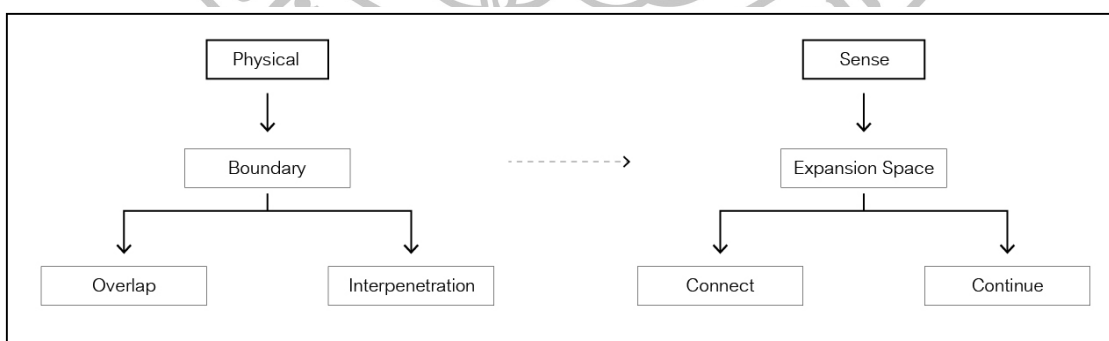 Physical
Sense
Boundary
Expansion Space
Overlap
Interpenetration
Connect
Continue